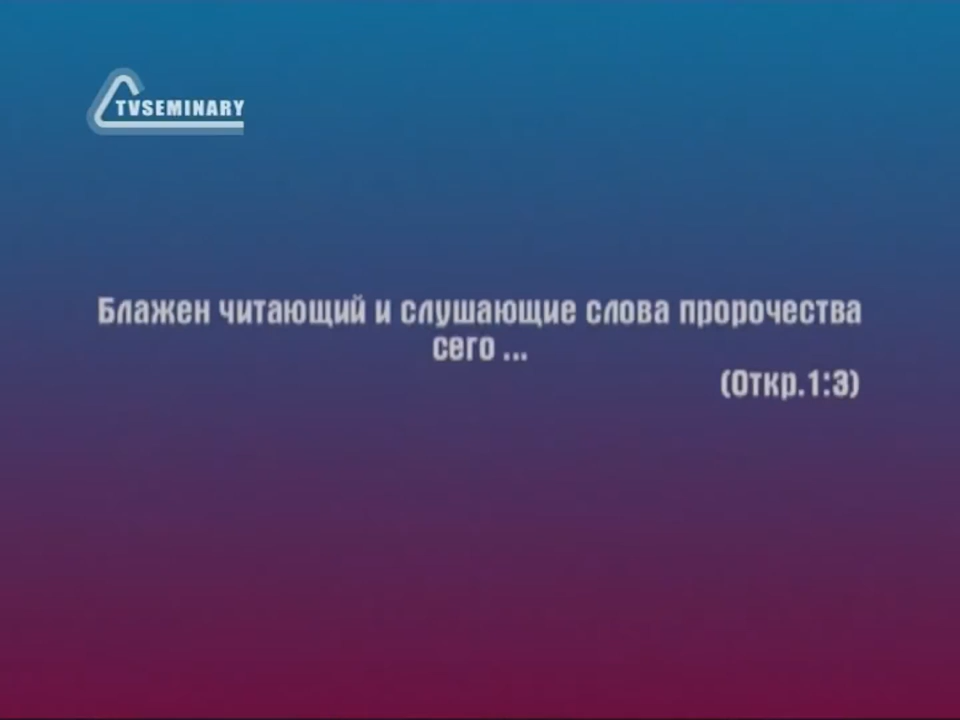 TVSEMINARY
Блажен читающий и слушающие слова пророчества
сего ...
(Откр.1:3)